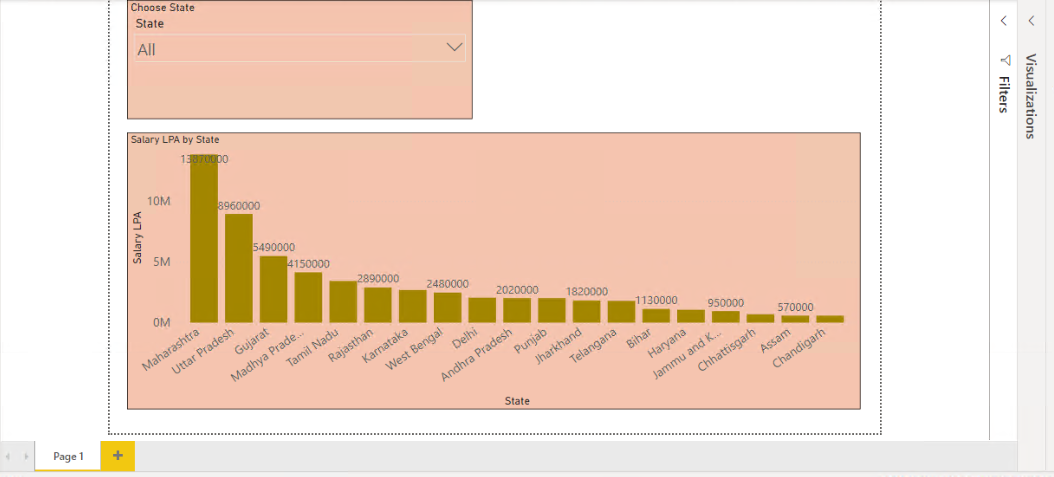 Choose State
State
All
Salary LPA by State
Salary LPA
10M
5M
0M
13870000
8960000
5490000
4150000
2890000
2480000
2020000
1820000
1130000
950000
570000
Maharashtra
Uttar Pradesh
Gujarat
Madhya Prade...
Tamil Nadu
Rajasthan
Karnataka
West Bengal
Delhi
Andhra Pradesh
Punjab
Jharkhand
Telangana
Bihar
Haryana
Jammu and K...
Chhattisgarh
Assam
Chandigarh
State
Filters
Visualizations
Page 1